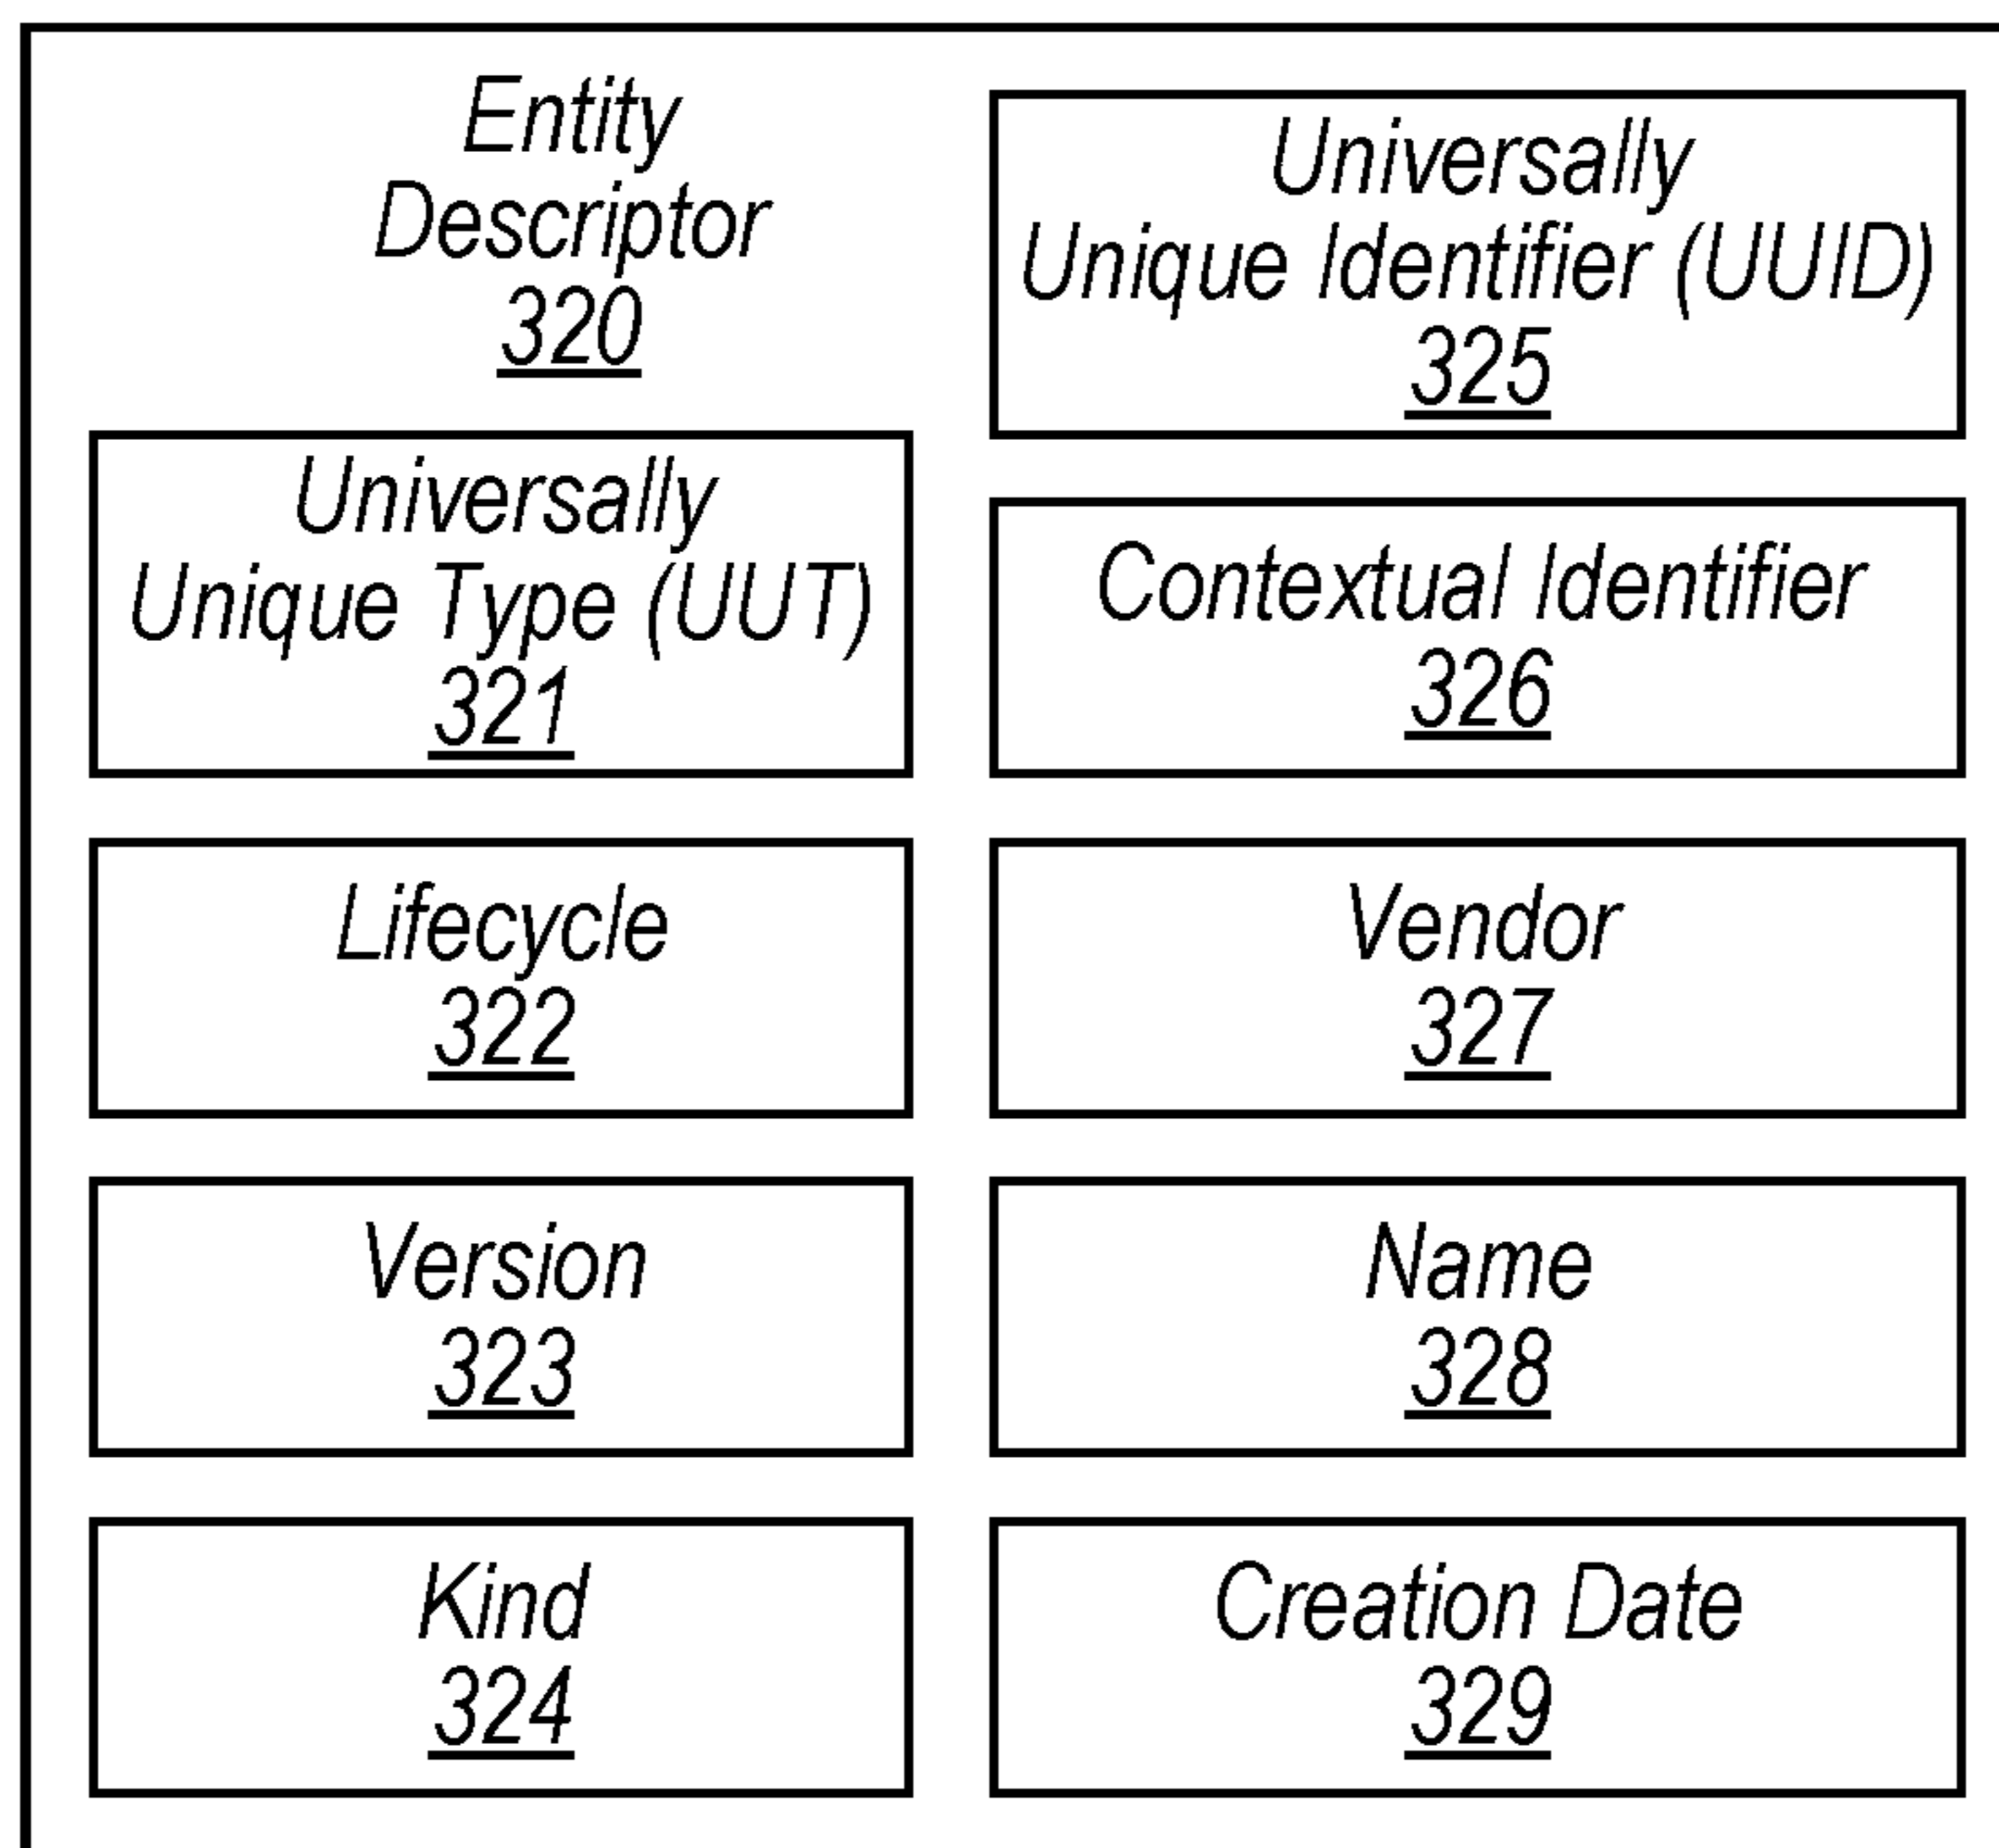 Entity
Descriptor
320
Universally
Unique Type (UUT)
321
Lifecycle
322
Version
323
Kind
324
Universally
Unique Identifier (UUID)
325
Contextual Identifier
326
Vendor
327
Name
328
Creation Date
329